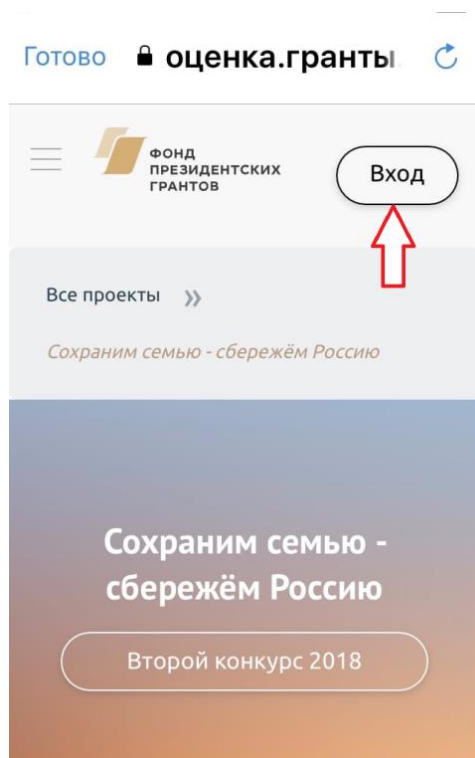 Готово оценка.гранты.
ФОНД
ПРЕЗИДЕНТСКИХ
ГРАНТОВ
Вход
Все проекты »
Сохраним семью - сбережём Россию
Сохраним семью -
сбережём Россию
Второй конкурс 2018